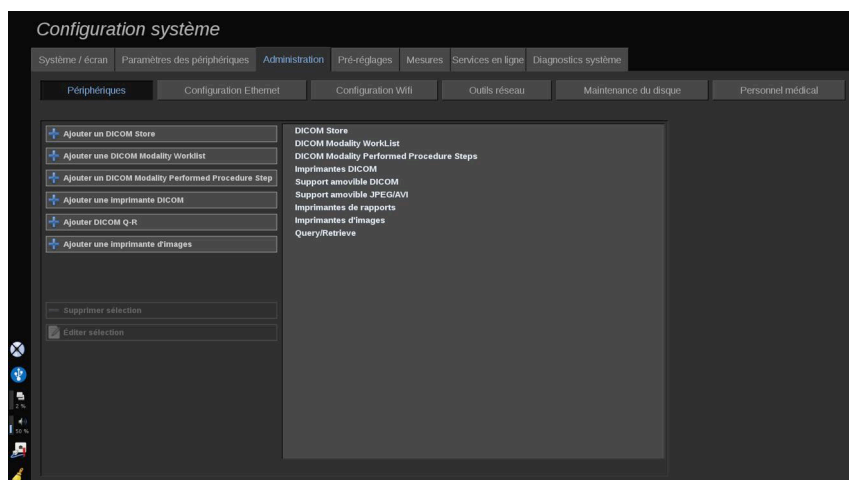 Configuration système
Système / écran Paramètres des périphériques Administration Pré-réglages Mesures Services en ligne Diagnostics système
Périphériques Configuration Ethernet Configuration Wifi Outils réseau Maintenance du disque Personnel médical
Ajouter un DICOM Store
Ajouter une DICOM Modality Worklist
Ajouter un DICOM Modality Performed Procedure Step
Ajouter une imprimante DICOM
Ajouter DICOM Q-R
Ajouter une imprimante d'images
Supprimer sélection
Éditer sélection
DICOM Store
DICOM Modality WorkList
DICOM Modality Performed Procedure Steps
Imprimantes DICOM
Support amovible DICOM
Support amovible JPEG/AVI
Imprimantes de rapports
Imprimantes d'images
Query/Retrieve
2 %
50 %